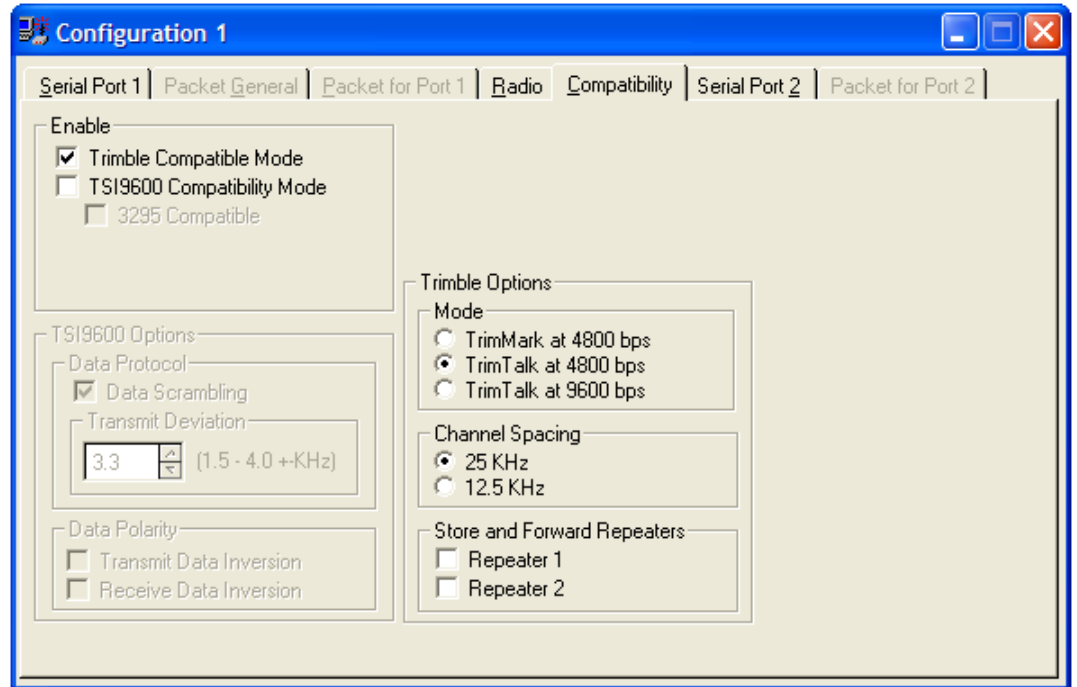 Configuration 1
Serial Port 1 Packet General Packet for Port 1 Radio Compatibility Serial Port 2 Packet for Port 2
Enable
Trimble Compatible Mode
TSI9600 Compatibility Mode
3295 Compatible
TSI9600 Options
Data Protocol
Data Scrambling
Transmit Deviation
3.3 (1.5 - 4.0 +-KHz)
Data Polarity
Transmit Data Inversion
Receive Data Inversion
Trimble Options
Mode
TrimMark at 4800 bps
TrimTalk at 4800 bps
TrimTalk at 9600 bps
Channel Spacing
25 KHz
12.5 KHz
Store and Forward Repeaters
Repeater 1
Repeater 2